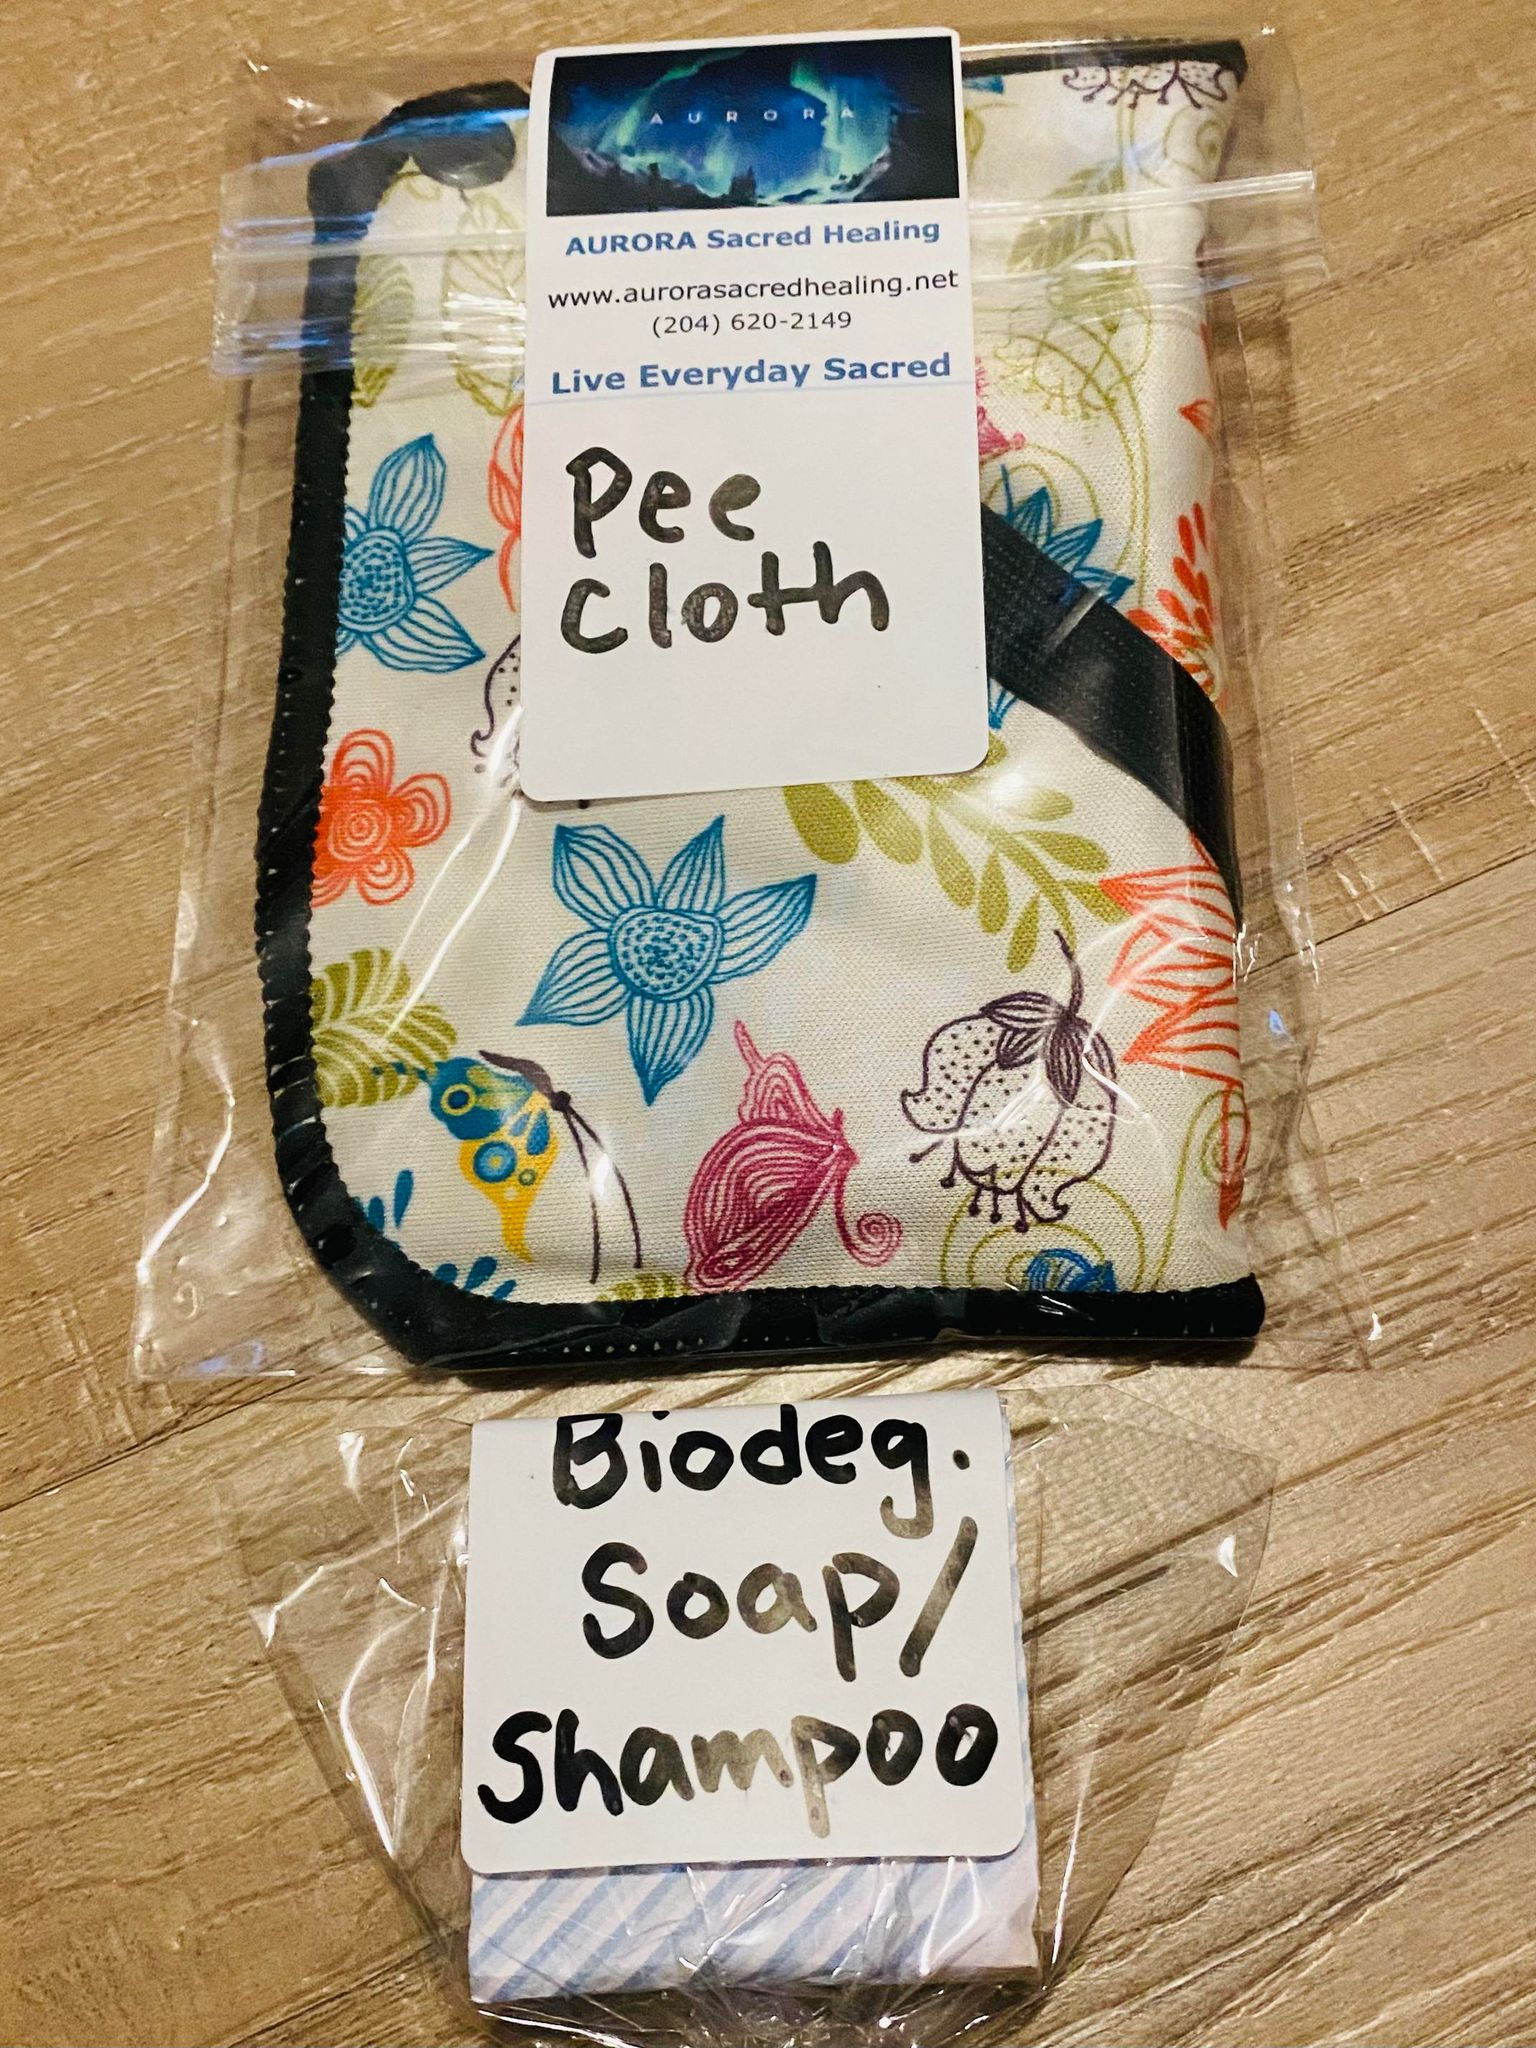 AURORA
AURORA Sacred Healing
www.aurorasacredhealing.net
(204) 620-2149
Live Everyday Sacred
Pee
Cloth
Biodeg.
Soap/
Shampoo